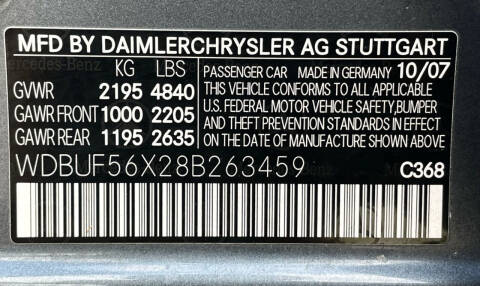 MFD BY DAIMLERCHRYSLER AG STUTTGART
KG LBS
GVWR 2195 4840
GAWR FRONT 1000 2205
GAWR REAR 1195 2635
PASSENGER CAR MADE IN GERMANY 10/07
THIS VEHICLE CONFORMS TO ALL APPLICABLE
U.S. FEDERAL MOTOR VEHICLE SAFETY, BUMPER
AND THEFT PREVENTION STANDARDS IN EFFECT
ON THE DATE OF MANUFACTURE SHOWN ABOVE
WDBUF56X28B263459
C368